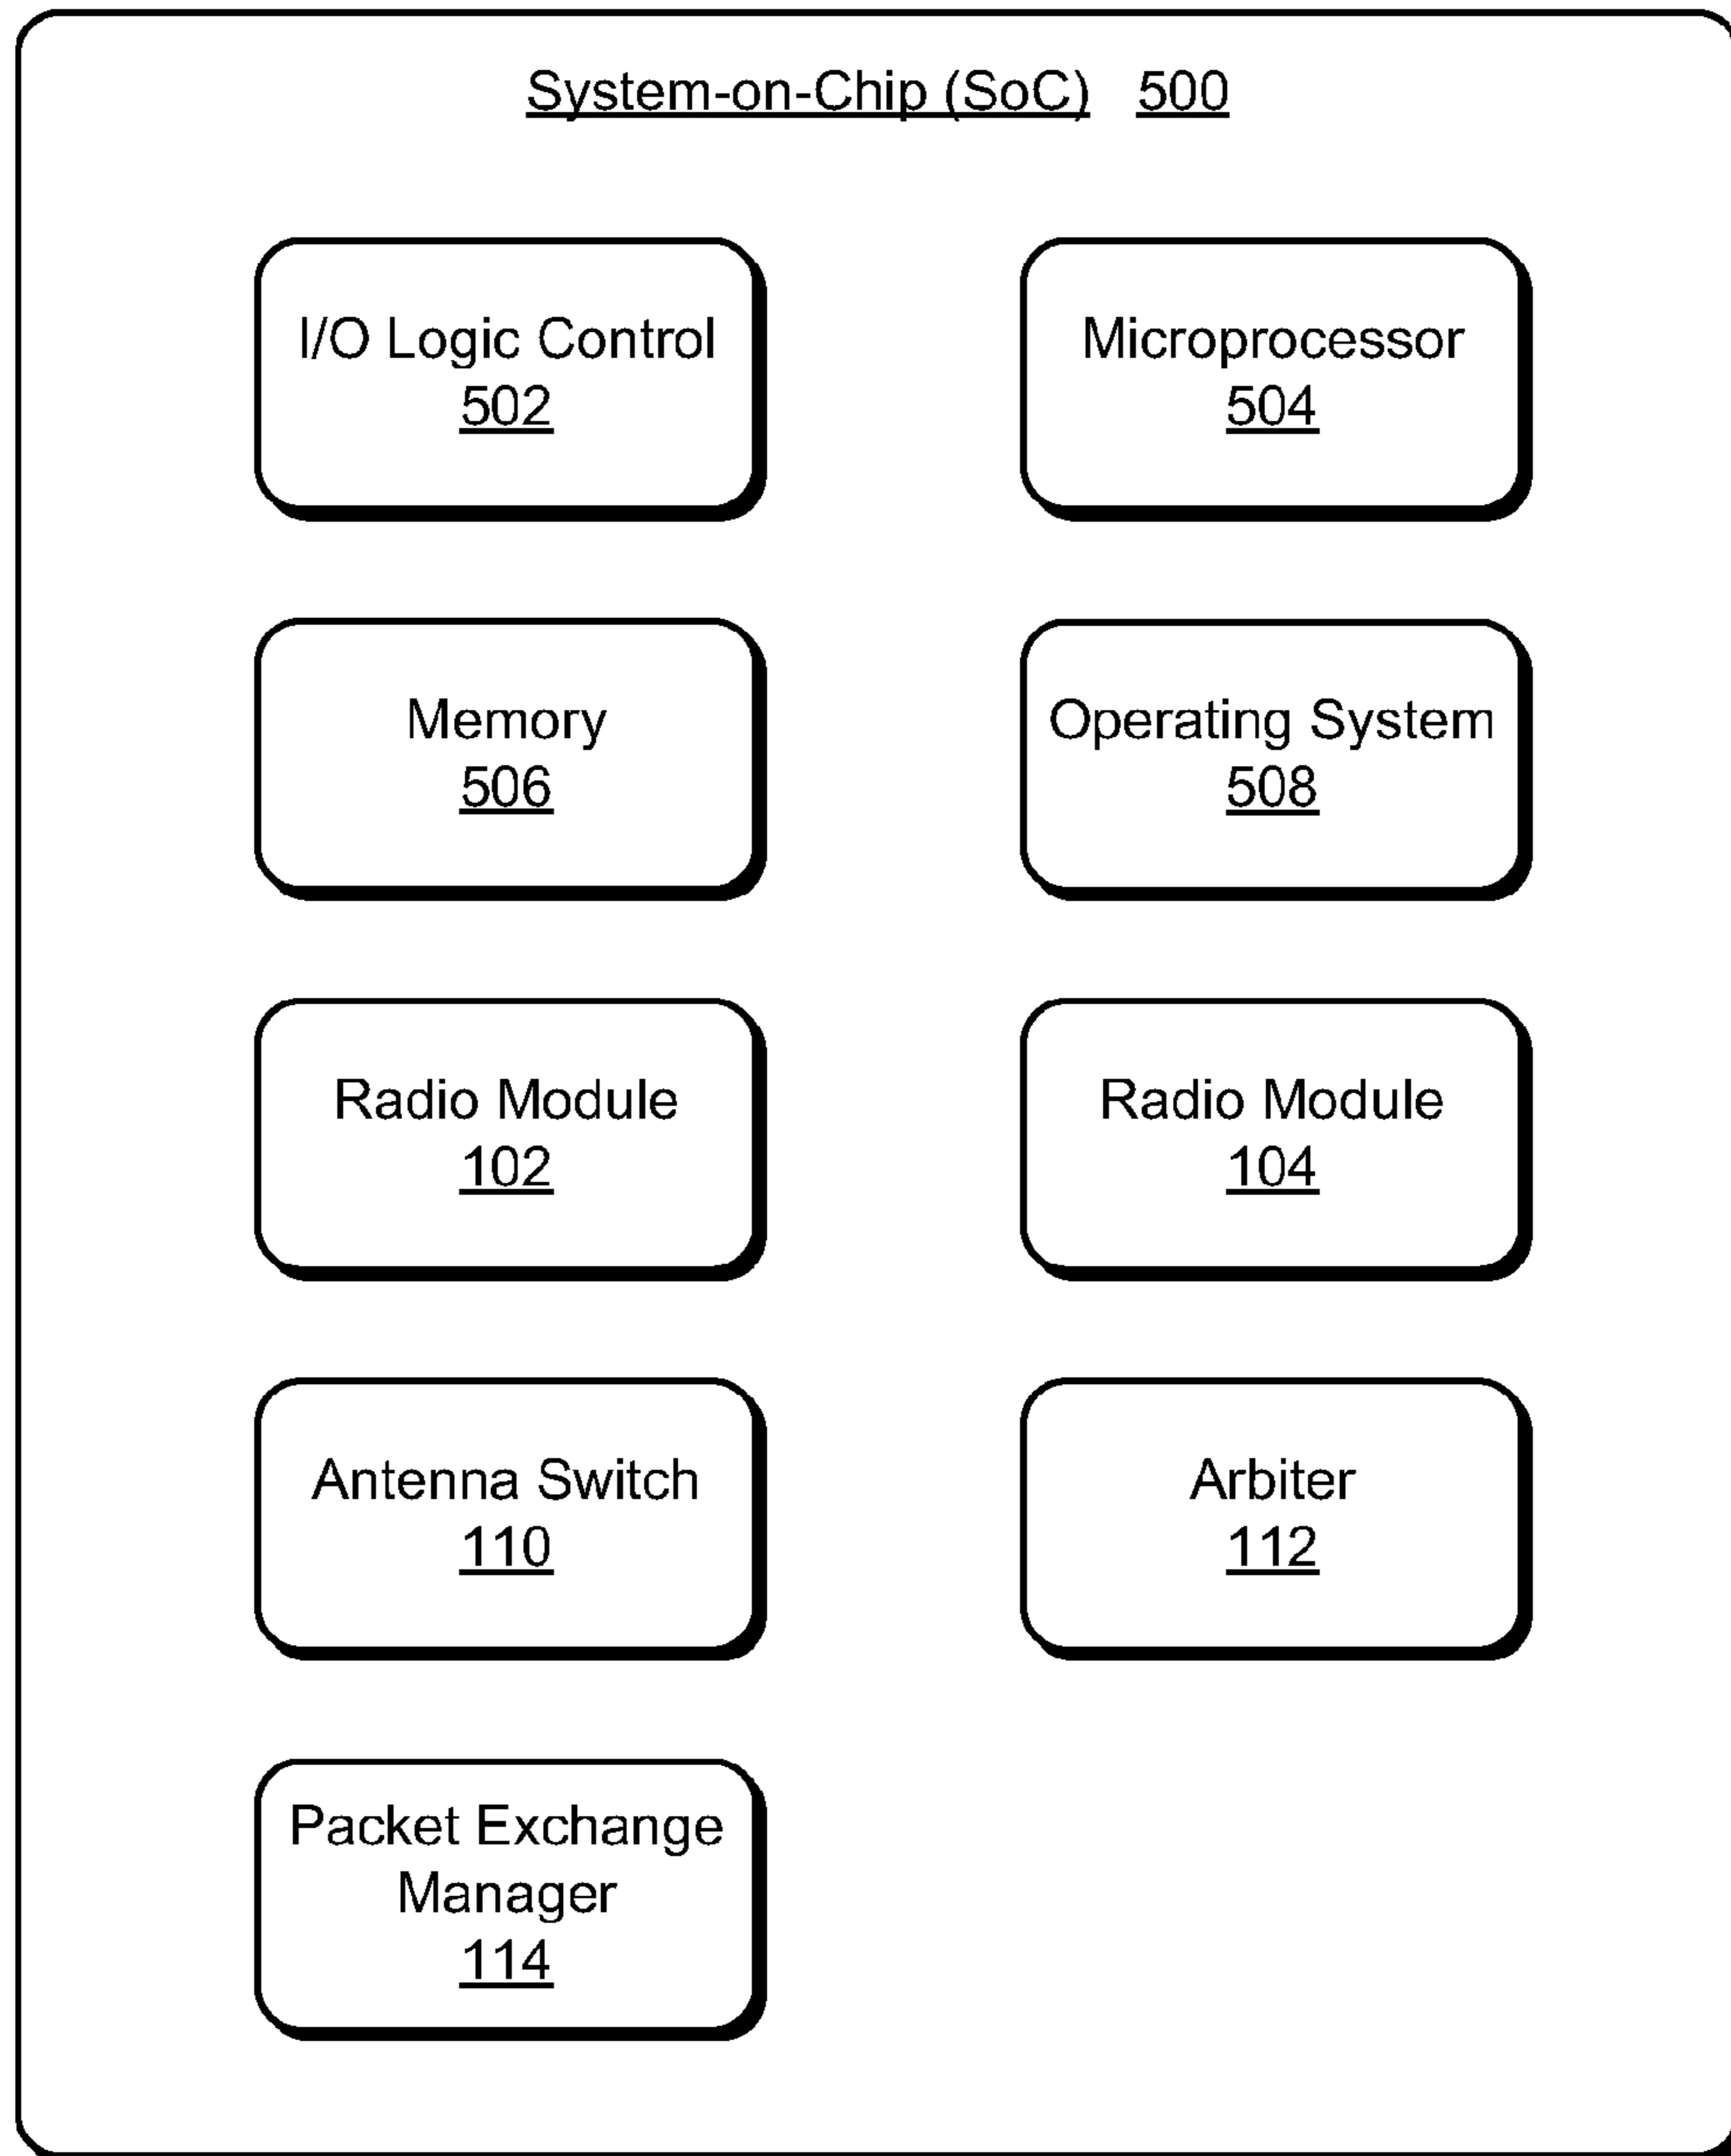 System-on-Chip (SoC) 500
I/O Logic Control
502
Microprocessor
504
Memory
506
Operating System
508
Radio Module
102
Radio Module
104
Antenna Switch
110
Arbiter
112
Packet Exchange
Manager
114